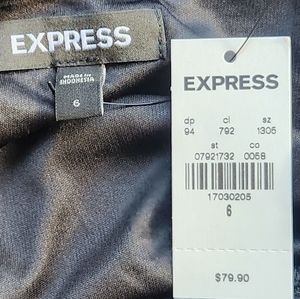 EXPRESS
MADE IN
INDONESIA
6
EXPRESS
dp cl sz
94 792 1305
st co
07921732 0058
17030205
6
$79.90